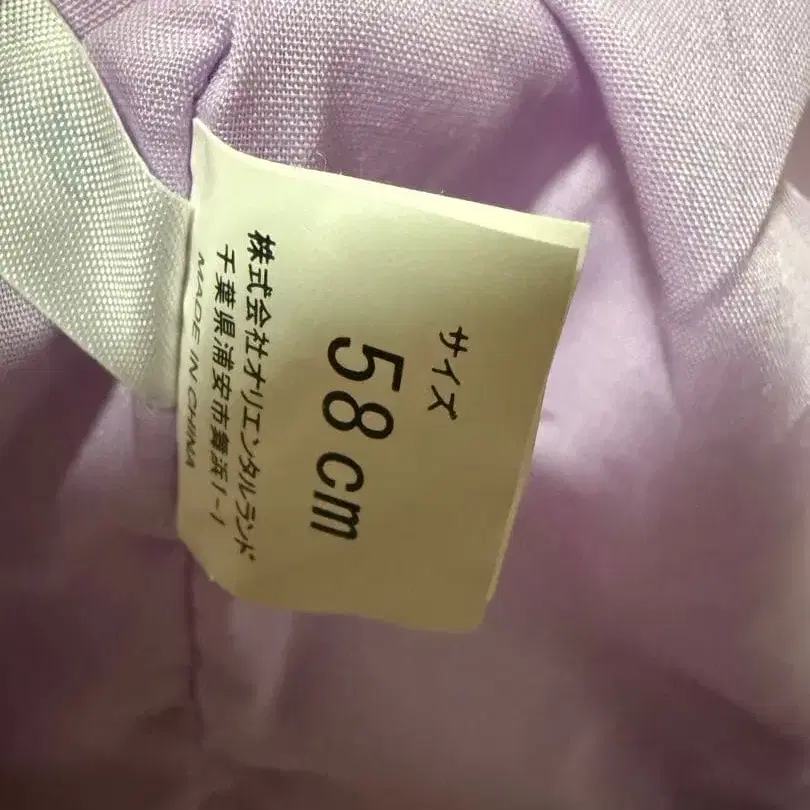 サイズ
58cm
株式会社オリエンタルランド
千葉県浦安市舞浜1-1
MADE IN CHINA